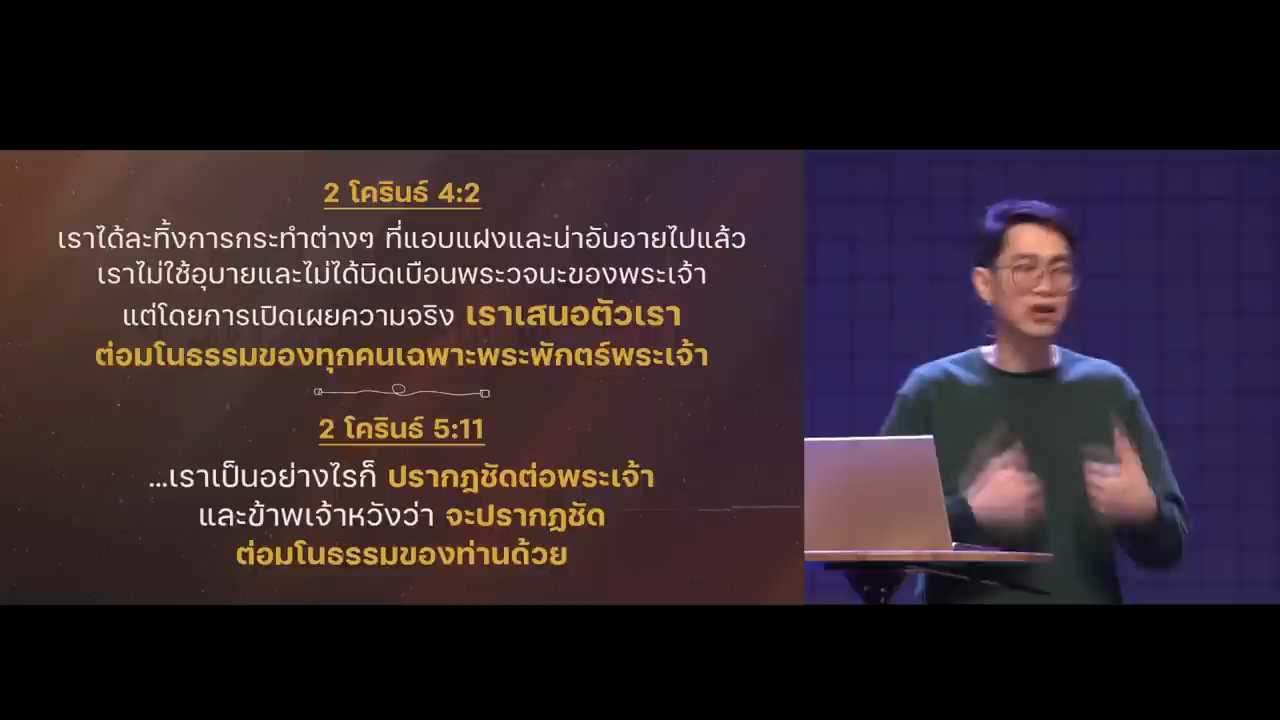 2 โครินธ์ 4:2
เราได้ละทิ้งการกระทำต่างๆ ที่แอบแฝงและน่าอับอายไปแล้ว
เราไม่ใช้อุบายและไม่ได้บิดเบือนพระวจนะของพระเจ้า
แต่โดยการเปิดเผยความจริง เราเสนอตัวเรา
ต่อมโนธรรมของทุกคนเฉพาะพระพักตร์พระเจ้า
2 โครินธ์ 5:11
...เราเป็นอย่างไรก็ ปรากฏชัดต่อพระเจ้า
และข้าพเจ้าหวังว่า จะปรากฏชัด
ต่อมโนธรรมของท่านด้วย